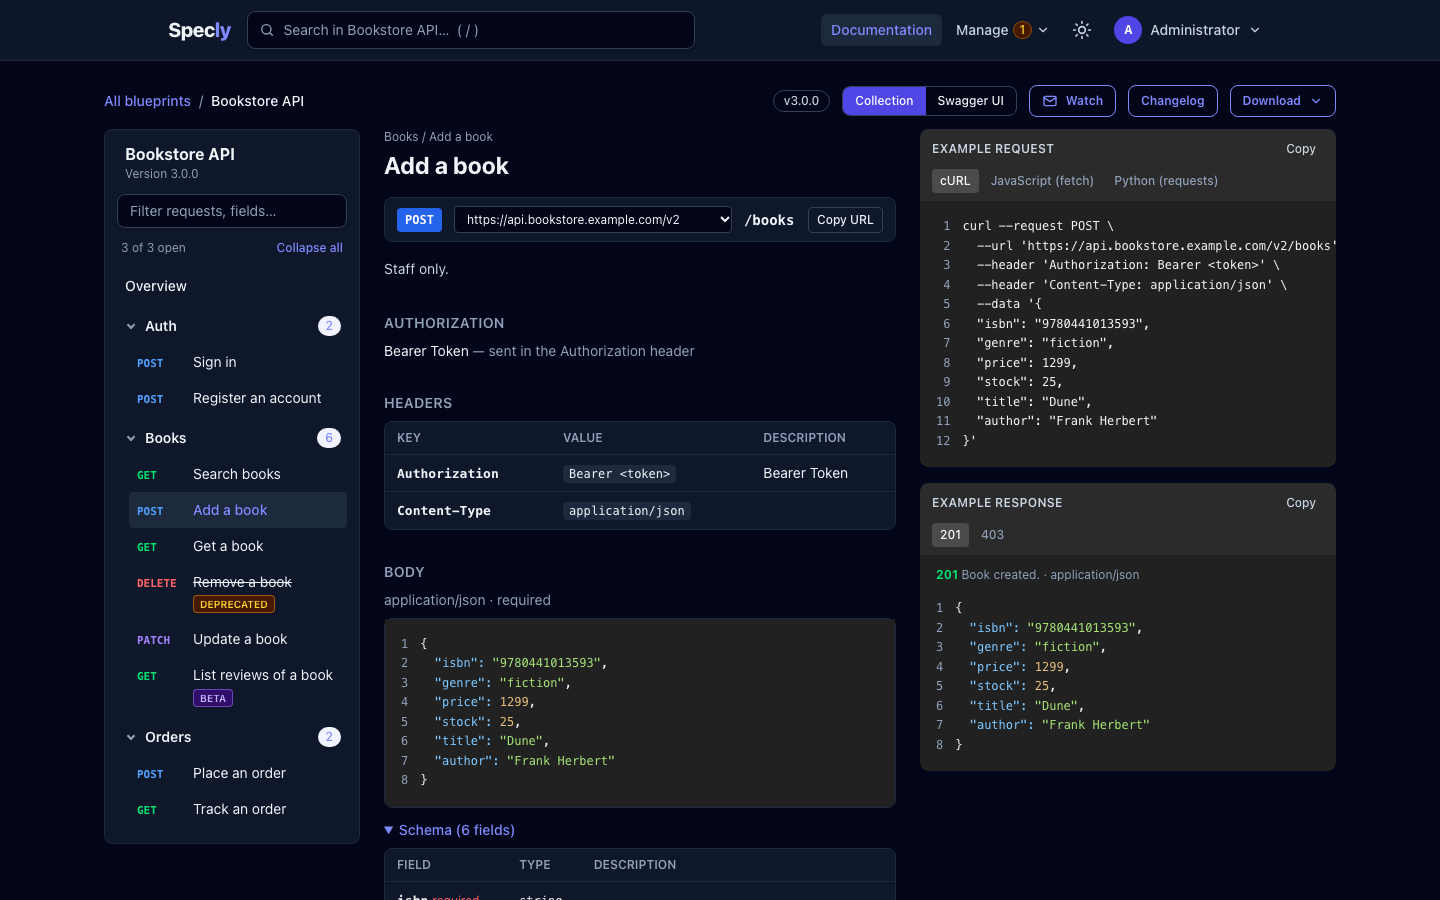 Specly
Search in Bookstore API... ( / )
Documentation
Manage 1
A Administrator
All blueprints / Bookstore API
v3.0.0
Collection
Swagger UI
Watch
Changelog
Download
Bookstore API
Version 3.0.0
Filter requests, fields...
3 of 3 open
Collapse all
Overview
Auth 2
POST Sign in
POST Register an account
Books 6
GET Search books
POST Add a book
GET Get a book
DELETE Remove a book
DEPRECATED
PATCH Update a book
GET List reviews of a book
BETA
Orders 2
POST Place an order
GET Track an order
Books / Add a book
Add a book
POST https://api.bookstore.example.com/v2 /books Copy URL
Staff only.
AUTHORIZATION
Bearer Token — sent in the Authorization header
HEADERS
KEY VALUE DESCRIPTION
Authorization Bearer <token> Bearer Token
Content-Type application/json
BODY
application/json · required
1 {
2 "isbn": "9780441013593",
3 "genre": "fiction",
4 "price": 1299,
5 "stock": 25,
6 "title": "Dune",
7 "author": "Frank Herbert"
8 }
▼ Schema (6 fields)
FIELD TYPE DESCRIPTION
isbn required string
EXAMPLE REQUEST Copy
cURL JavaScript (fetch) Python (requests)
1 curl --request POST \
2 --url 'https://api.bookstore.example.com/v2/books'
3 --header 'Authorization: Bearer <token>' \
4 --header 'Content-Type: application/json' \
5 --data '{
6 "isbn": "9780441013593",
7 "genre": "fiction",
8 "price": 1299,
9 "stock": 25,
10 "title": "Dune",
11 "author": "Frank Herbert"
12 }'
EXAMPLE RESPONSE Copy
201 403
201 Book created. · application/json
1 {
2 "isbn": "9780441013593",
3 "genre": "fiction",
4 "price": 1299,
5 "stock": 25,
6 "title": "Dune",
7 "author": "Frank Herbert"
8 }